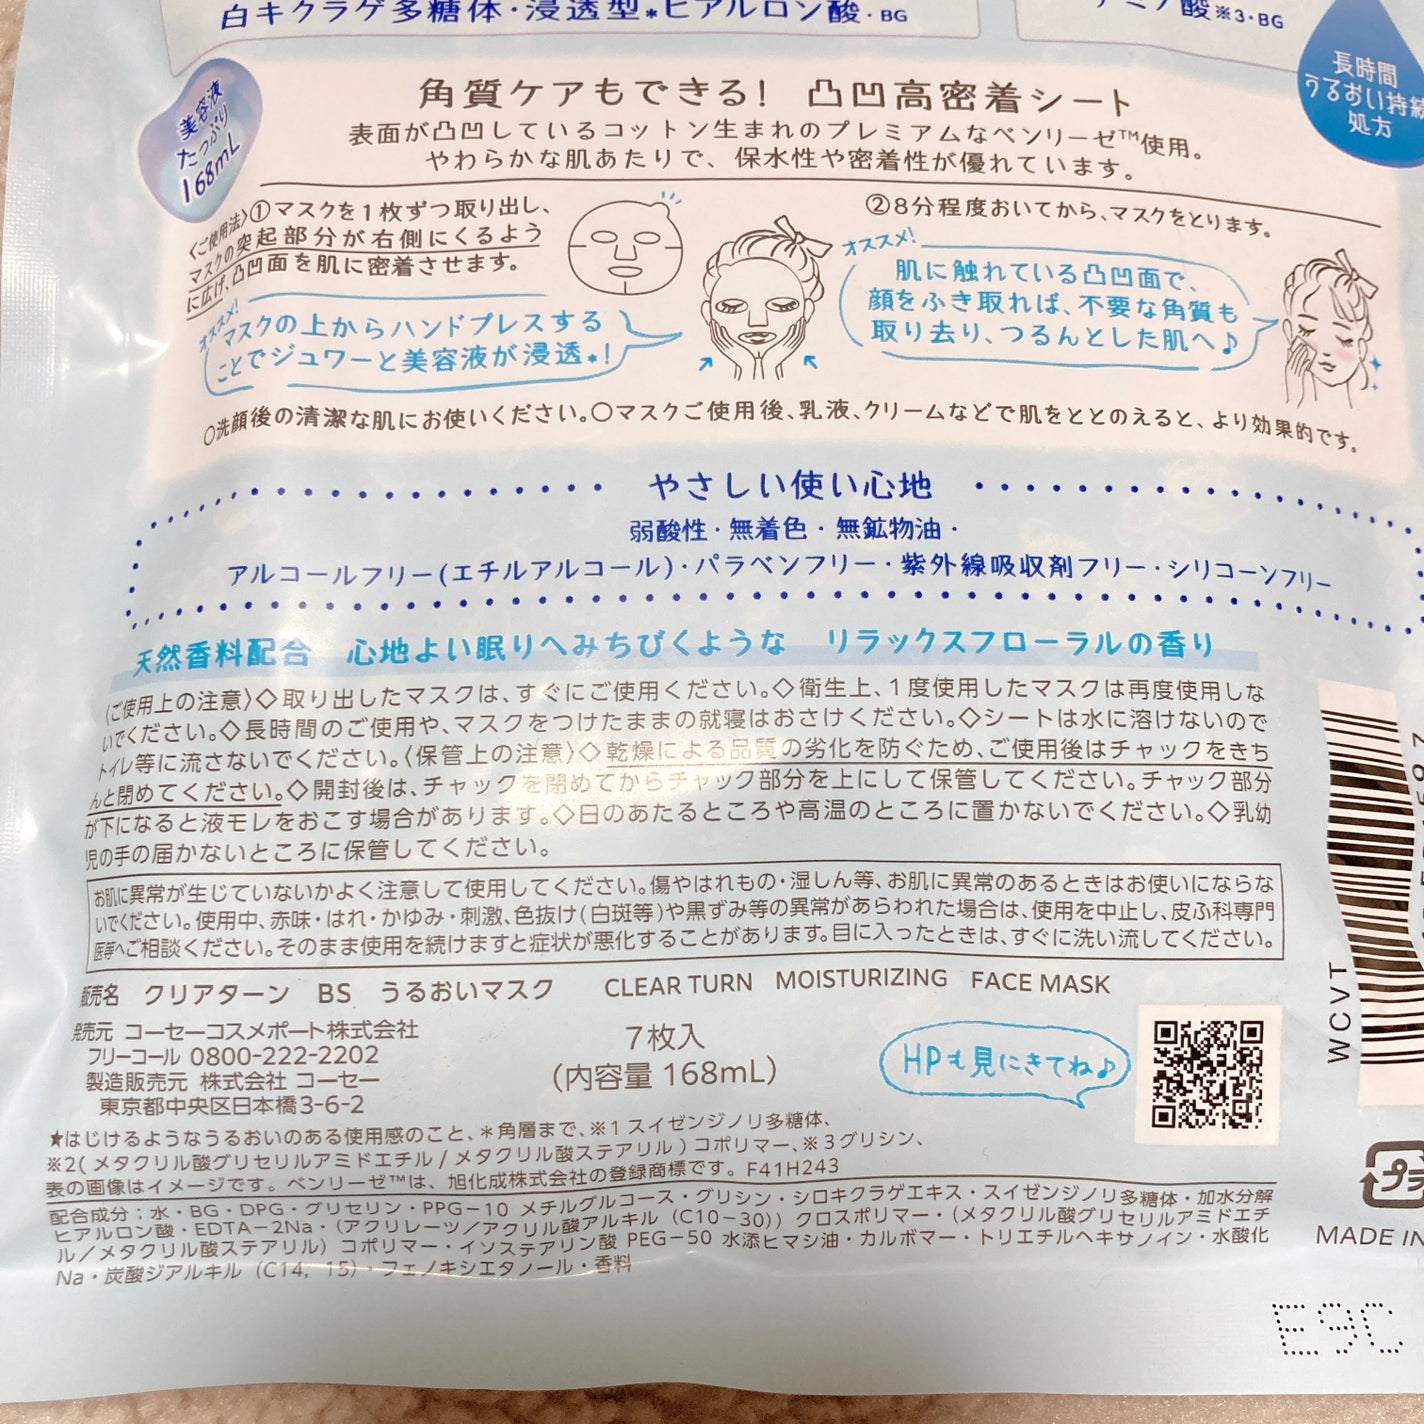 白キクラゲ多糖体・浸透型*ヒアルロン酸・BG
酸※3・BG
長時間
うるおい持続
処方
美容液
たっぷり
168mL
角質ケアもできる! 凸凹高密着シート
表面が凸凹しているコットン生まれのプレミアムなベンリーゼ™使用。
やわらかな肌あたりで、保水性や密着性が優れています。
〈ご使用法〉①マスクを1枚ずつ取り出し、
マスクの突起部分が右側にくるよう
に広げ、凸凹面を肌に密着させます。
オススメ!
マスクの上からハンドプレスする
ことでジュワーと美容液が浸透*!
②8分程度おいてから、マスクをとります。
オススメ!
肌に触れている凸凹面で、
顔をふき取れば、不要な角質も
取り去り、つるんとした肌へ♪
○洗顔後の清潔な肌にお使いください。○マスクご使用後、乳液、クリームなどで肌をととのえると、より効果的です。
やさしい使い心地
弱酸性・無着色・無鉱物油・
アルコールフリー(エチルアルコール)・パラベンフリー・紫外線吸収剤フリー・シリコーンフリー
天然香料配合 心地よい眠りへみちびくような リラックスフローラルの香り
〈ご使用上の注意〉◇取り出したマスクは、すぐにご使用ください。◇衛生上、1度使用したマスクは再度使用しな
いでください。◇長時間のご使用や、マスクをつけたままの就寝はおさけください。◇シートは水に溶けないので
トイレ等に流さないでください。〈保管上の注意〉◇乾燥による品質の劣化を防ぐため、ご使用後はチャックをきち
んと閉めてください。◇開封後は、チャックを閉めてからチャック部分を上にして保管してください。チャック部分
が下になると液モレをおこす場合があります。◇日のあたるところや高温のところに置かないでください。◇乳幼
児の手の届かないところに保管してください。
お肌に異常が生じていないかよく注意して使用してください。傷やはれもの・湿しん等、お肌に異常のあるときはお使いにならな
いでください。使用中、赤味・はれ・かゆみ・刺激、色抜け(白斑等)や黒ずみ等の異常があらわれた場合は、使用を中止し、皮ふ科専門
医等へご相談ください。そのまま使用を続けますと症状が悪化することがあります。目に入ったときは、すぐに洗い流してください。
販売名 クリアターン BS うるおいマスク CLEAR TURN MOISTURIZING FACE MASK
発売元 コーセーコスメポート株式会社
フリーコール 0800-222-2202
製造販売元 株式会社 コーセー
東京都中央区日本橋3-6-2
7枚入
(内容量 168mL)
HPも見にきてね♪
WCVT
★はじけるようなうるおいのある使用感のこと、*角層まで、※1 スイゼンジノリ多糖体、
※2(メタクリル酸グリセリルアミドエチル/メタクリル酸ステアリル)コポリマー、※3グリシン、
表の画像はイメージです。ベンリーゼ™は、旭化成株式会社の登録商標です。F41H243
配合成分：水・BG・DPG・グリセリン・PPG−10 メチルグルコース・グリシン・シロキクラゲエキス・スイゼンジノリ多糖体・加水分解
ヒアルロン酸・EDTA−2Na・(アクリレーツ/アクリル酸アルキル(C10−30))クロスポリマー・(メタクリル酸グリセリルアミドエチ
ル/メタクリル酸ステアリル)コポリマー・イソステアリン酸 PEG−50 水添ヒマシ油・カルボマー・トリエチルヘキサノイン・水酸化
Na・炭酸ジアルキル(C14, 15)・フェノキシエタノール・香料
プラ
MADE IN
E9C